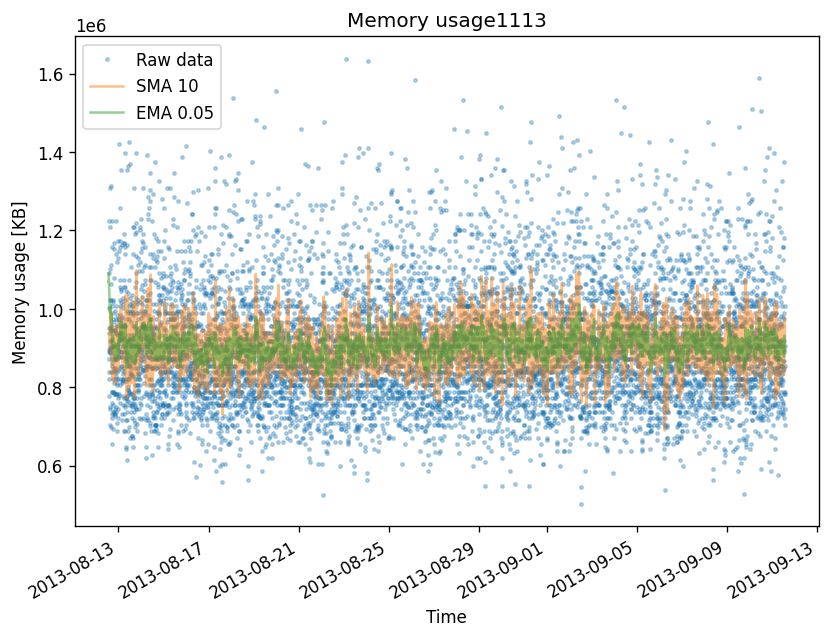 Memory usage1113
1e6
Raw data
SMA 10
EMA 0.05
1.6
1.4
1.2
1.0
0.8
0.6
Memory usage [KB]
2013-08-13
2013-08-17
2013-08-21
2013-08-25
2013-08-29
2013-09-01
2013-09-05
2013-09-09
2013-09-13
Time